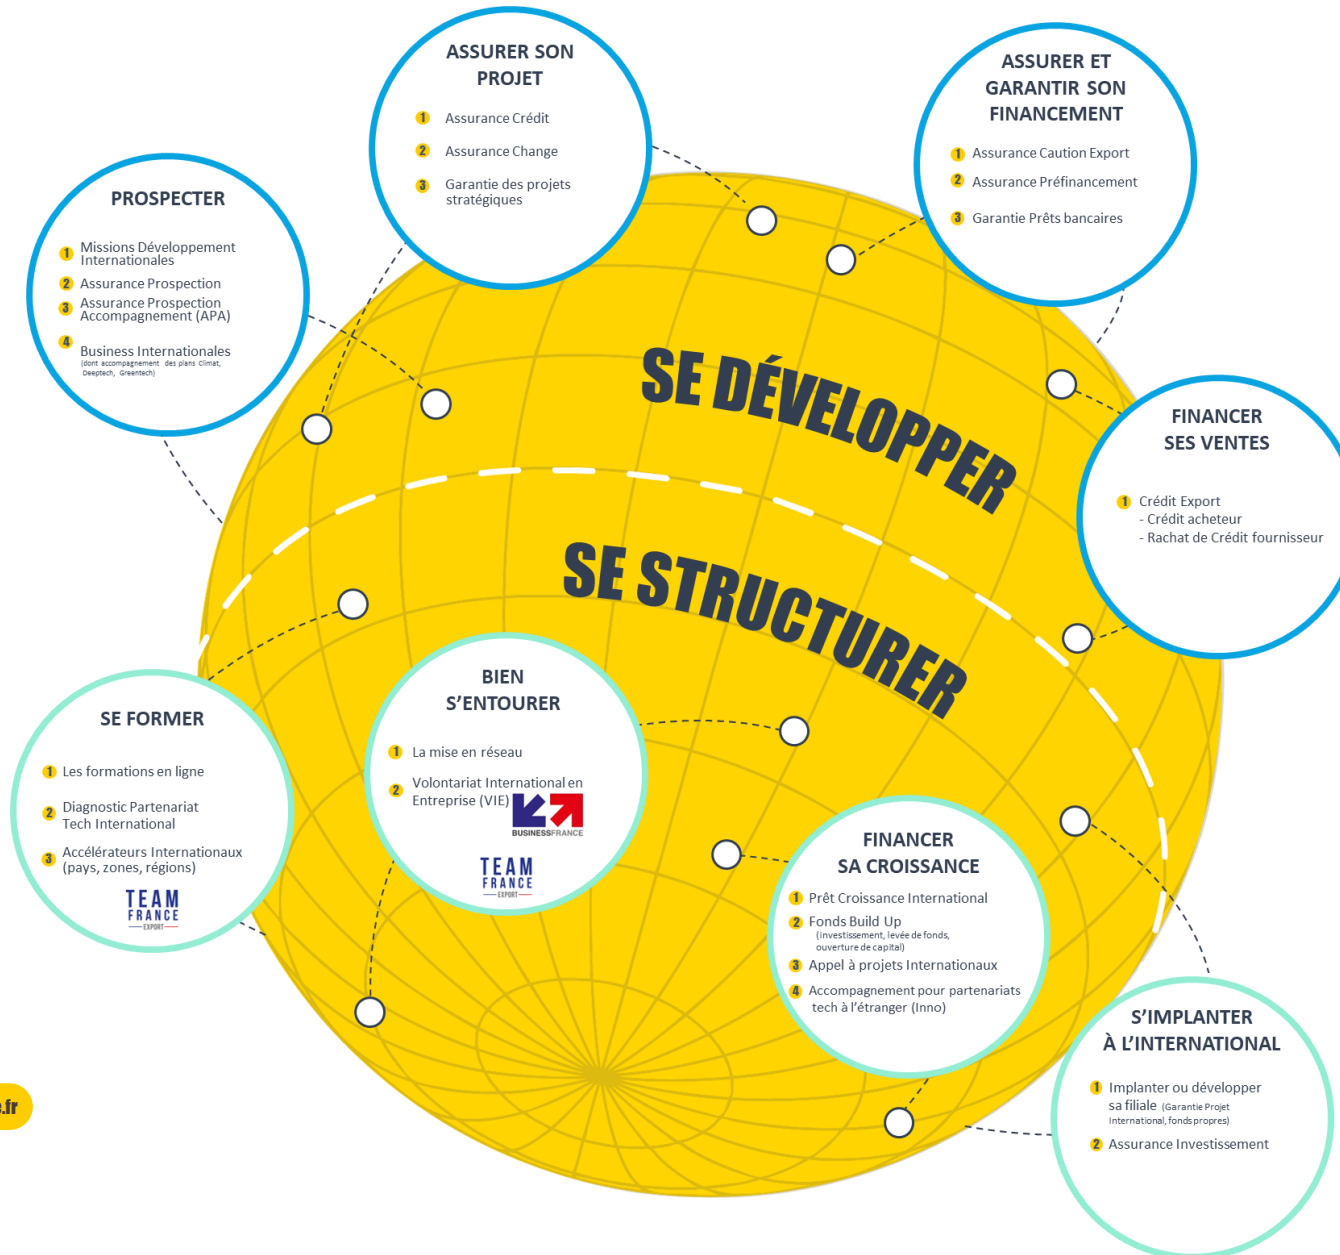 ASSURER SON
PROJET
1 Assurance Crédit
2 Assurance Change
3 Garantie des projets
stratégiques
ASSURER ET
GARANTIR SON
FINANCEMENT
1 Assurance Caution Export
2 Assurance Préfinancement
3 Garantie Prêts bancaires
PROSPECTER
1 Missions Développement
Internationales
2 Assurance Prospection
3 Assurance Prospection
Accompagnement (APA)
4 Business Internationales
(dont accompagnement des plans Climat,
Deeptech, Greentech)
SE DÉVELOPPER
FINANCER
SES VENTES
1 Crédit Export
- Crédit acheteur
- Rachat de Crédit fournisseur
SE STRUCTURER
SE FORMER
1 Les formations en ligne
2 Diagnostic Partenariat
Tech International
3 Accélérateurs Internationaux
(pays, zones, régions)
TEAM
FRANCE
EXPORT
BIEN
S'ENTOURER
1 La mise en réseau
2 Volontariat International en
Entreprise (VIE)
BUSINESSFRANCE
TEAM
FRANCE
EXPORT
FINANCER
SA CROISSANCE
1 Prêt Croissance International
2 Fonds Build Up
(investissement, levée de fonds,
ouverture de capital)
3 Appel à projets Internationaux
4 Accompagnement pour partenariats
tech à l'étranger (Inno)
S'IMPLANTER
À L'INTERNATIONAL
1 Implanter ou développer
sa filiale (Garantie Projet
International, fonds propres)
2 Assurance Investissement
.fr